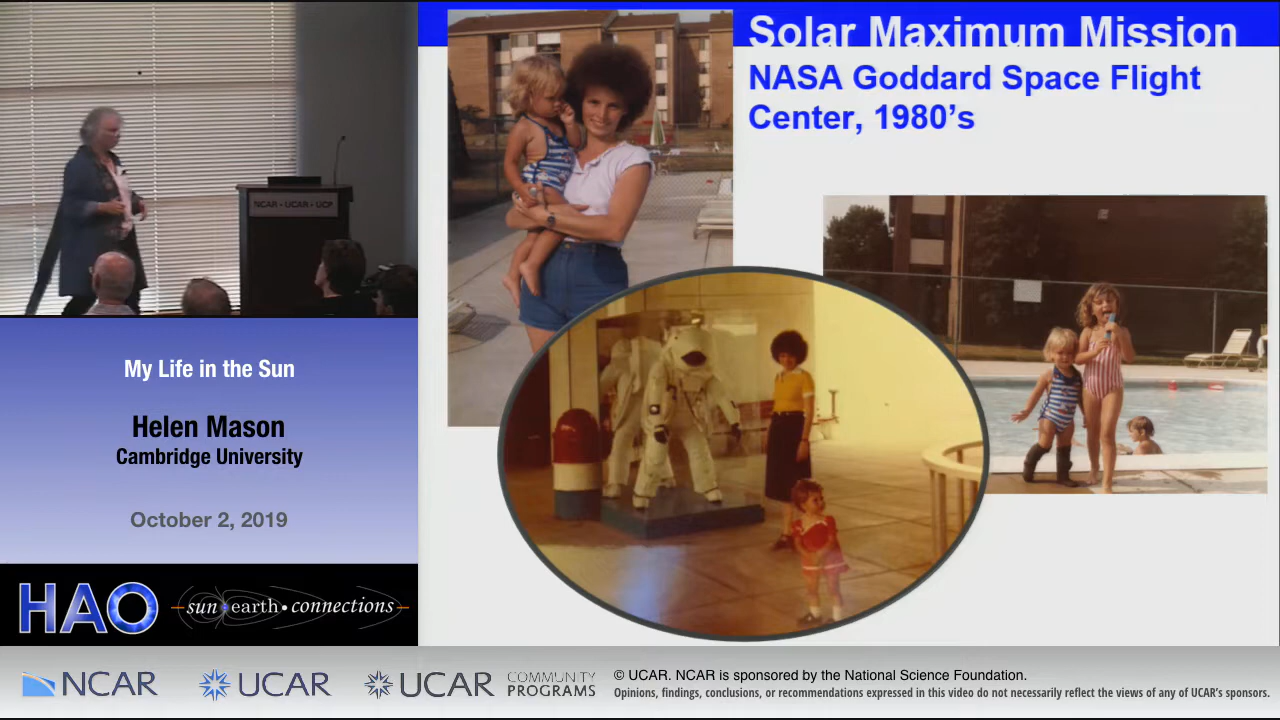 Solar Maximum Mission
NASA Goddard Space Flight
Center, 1980's
NCAR • UCAR • UCP
My Life in the Sun
Helen Mason
Cambridge University
October 2, 2019
HAO
sun • earth • connections
NCAR
UCAR
UCAR
COMMUNITY
PROGRAMS
© UCAR. NCAR is sponsored by the National Science Foundation.
Opinions, findings, conclusions, or recommendations expressed in this video do not necessarily reflect the views of any of UCAR's sponsors.